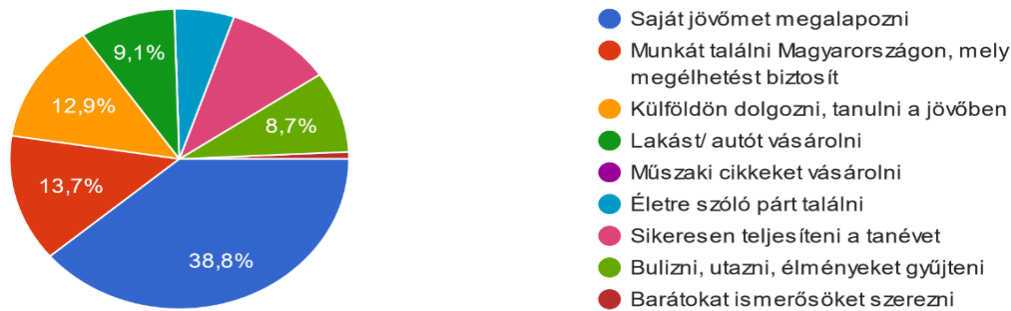 9,1%
12,9%
8,7%
13,7%
38,8%
Saját jövőmet megalapozni
Munkát találni Magyarországon, mely
megélhetést biztosít
Külföldön dolgozni, tanulni a jövőben
Lakást/ autót vásárolni
Műszaki cikkeket vásárolni
Életre szóló párt találni
Sikeresen teljesíteni a tanévet
Bulizni, utazni, élményeket gyűjteni
Barátokat ismerősöket szerezni